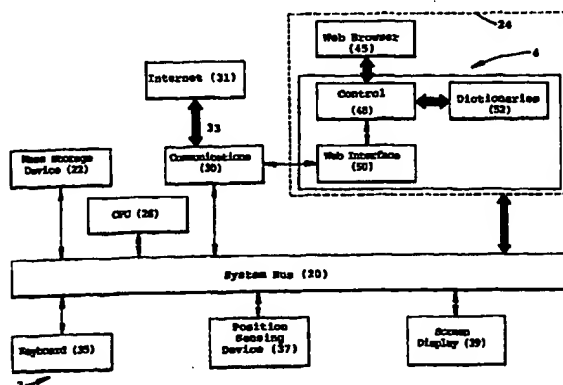 24
Web Browser
(45)
4
Internet (31)
Control
(48)
Dictionaries
(52)
33
Communications
(30)
Web Interface
(50)
Mass Storage
Device (22)
CPU (26)
System Bus (20)
Keyboard (35)
Position
Sensing
Device (37)
Screen
Display (39)